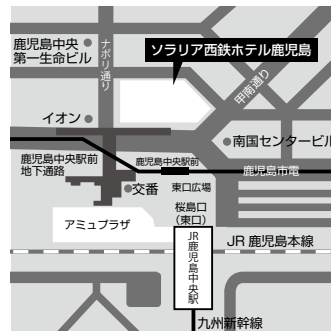 鹿児島中央
第一生命ビル
ナポリ通り
ソラリア西鉄ホテル鹿児島
甲南通り
イオン
南国センタービル
鹿児島中央駅前
地下通路
鹿児島中央駅前
鹿児島市電
交番
東口広場
桜島口
（東口）
アミュプラザ
JR鹿児島中央駅
JR 鹿児島本線
九州新幹線